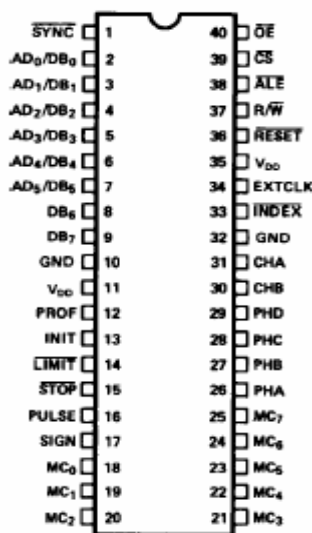 SYNC 1 40 OE
AD0/DB0 2 39 CS
AD1/DB1 3 38 ALE
AD2/DB2 4 37 R/W
AD3/DB3 5 36 RESET
AD4/DB4 6 35 VDD
AD5/DB5 7 34 EXTCLK
DB6 8 33 INDEX
DB7 9 32 GND
GND 10 31 CHA
VDD 11 30 CHB
PROF 12 29 PHD
INIT 13 28 PHC
LIMIT 14 27 PHB
STOP 15 26 PHA
PULSE 16 25 MC7
SIGN 17 24 MC6
MC0 18 23 MC5
MC1 19 22 MC4
MC2 20 21 MC3